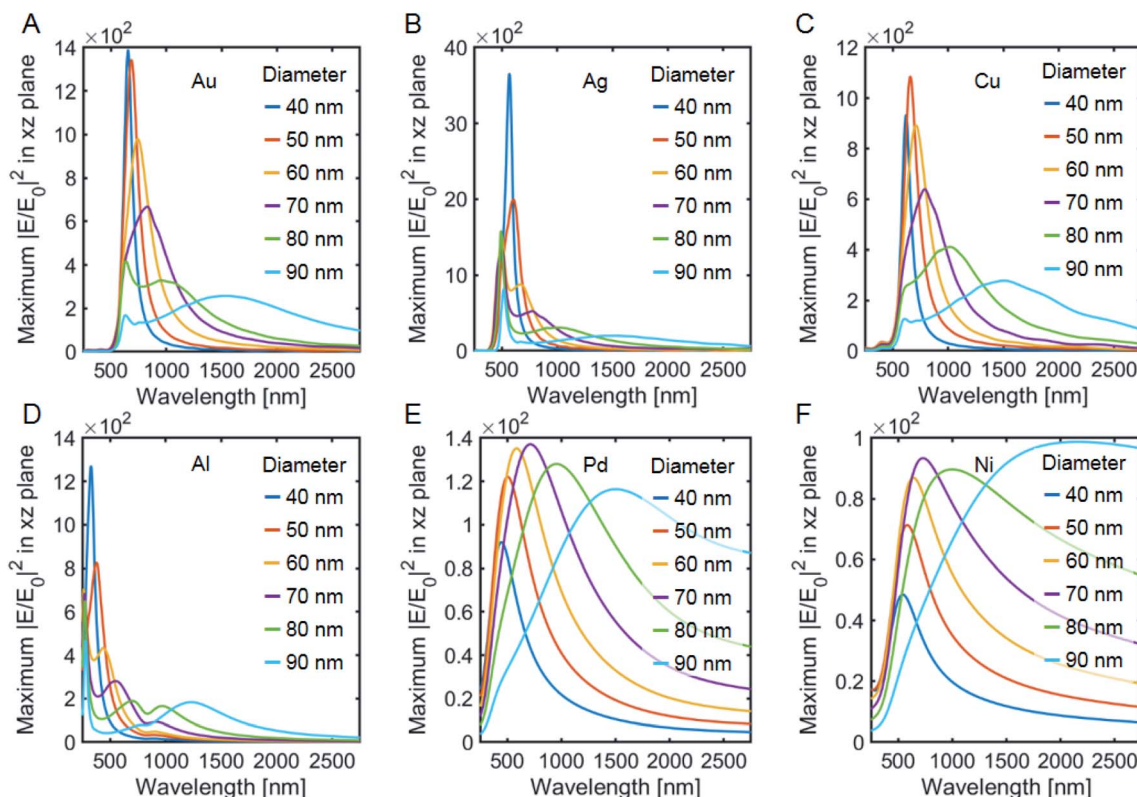 A
×10²
14
12
10
8
6
4
2
0
Maximum |E/E₀|² in xz plane
Au
Diameter
40 nm
50 nm
60 nm
70 nm
80 nm
90 nm
500 1000 1500 2000 2500
Wavelength [nm]
B
×10²
40
30
20
10
0
Maximum |E/E₀|² in xz plane
Ag
Diameter
40 nm
50 nm
60 nm
70 nm
80 nm
90 nm
500 1000 1500 2000 2500
Wavelength [nm]
C
×10²
12
10
8
6
4
2
0
Maximum |E/E₀|² in xz plane
Cu
Diameter
40 nm
50 nm
60 nm
70 nm
80 nm
90 nm
500 1000 1500 2000 2500
Wavelength [nm]
D
×10²
14
12
10
8
6
4
2
0
Maximum |E/E₀|² in xz plane
Al
Diameter
40 nm
50 nm
60 nm
70 nm
80 nm
90 nm
500 1000 1500 2000 2500
Wavelength [nm]
E
×10²
1.4
1.2
1
0.8
0.6
0.4
0.2
0
Maximum |E/E₀|² in xz plane
Pd
Diameter
40 nm
50 nm
60 nm
70 nm
80 nm
90 nm
500 1000 1500 2000 2500
Wavelength [nm]
F
×10²
1
0.8
0.6
0.4
0.2
0
Maximum |E/E₀|² in xz plane
Ni
Diameter
40 nm
50 nm
60 nm
70 nm
80 nm
90 nm
500 1000 1500 2000 2500
Wavelength [nm]